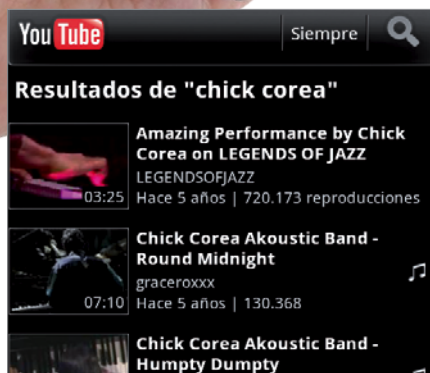 YouTube
Siempre
Resultados de "chick corea"
Amazing Performance by Chick
Corea on LEGENDS OF JAZZ
LEGENDSOFJAZZ
03:25
Hace 5 años | 720.173 reproducciones
Chick Corea Akoustic Band -
Round Midnight
graceroxxx
07:10
Hace 5 años | 130.368
Chick Corea Akoustic Band -
Humpty Dumpty